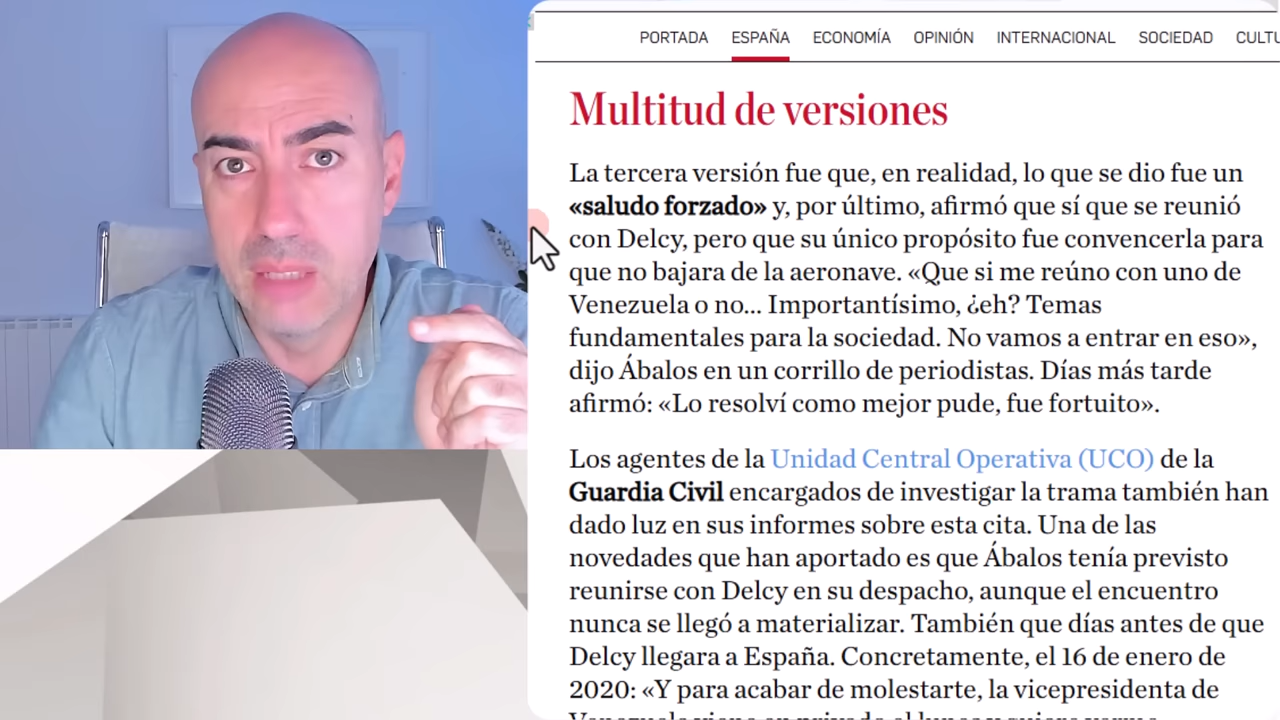 PORTADA ESPAÑA ECONOMÍA OPINIÓN INTERNACIONAL SOCIEDAD
Multitud de versiones
La tercera versión fue que, en realidad, lo que se dio fue un
«saludo forzado» y, por último, afirmó que sí que se reunió
con Delcy, pero que su único propósito fue convencerla para
que no bajara de la aeronave. «Que si me reúno con uno de
Venezuela o no... Importantísimo, ¿eh? Temas
fundamentales para la sociedad. No vamos a entrar en eso»,
dijo Ábalos en un corrillo de periodistas. Días más tarde
afirmó: «Lo resolví como mejor pude, fue fortuito».
Los agentes de la Unidad Central Operativa (UCO) de la
Guardia Civil encargados de investigar la trama también han
dado luz en sus informes sobre esta cita. Una de las
novedades que han aportado es que Ábalos tenía previsto
reunirse con Delcy en su despacho, aunque el encuentro
nunca se llegó a materializar. También que días antes de que
Delcy llegara a España. Concretamente, el 16 de enero de
2020: «Y para acabar de molestarte, la vicepresidenta de